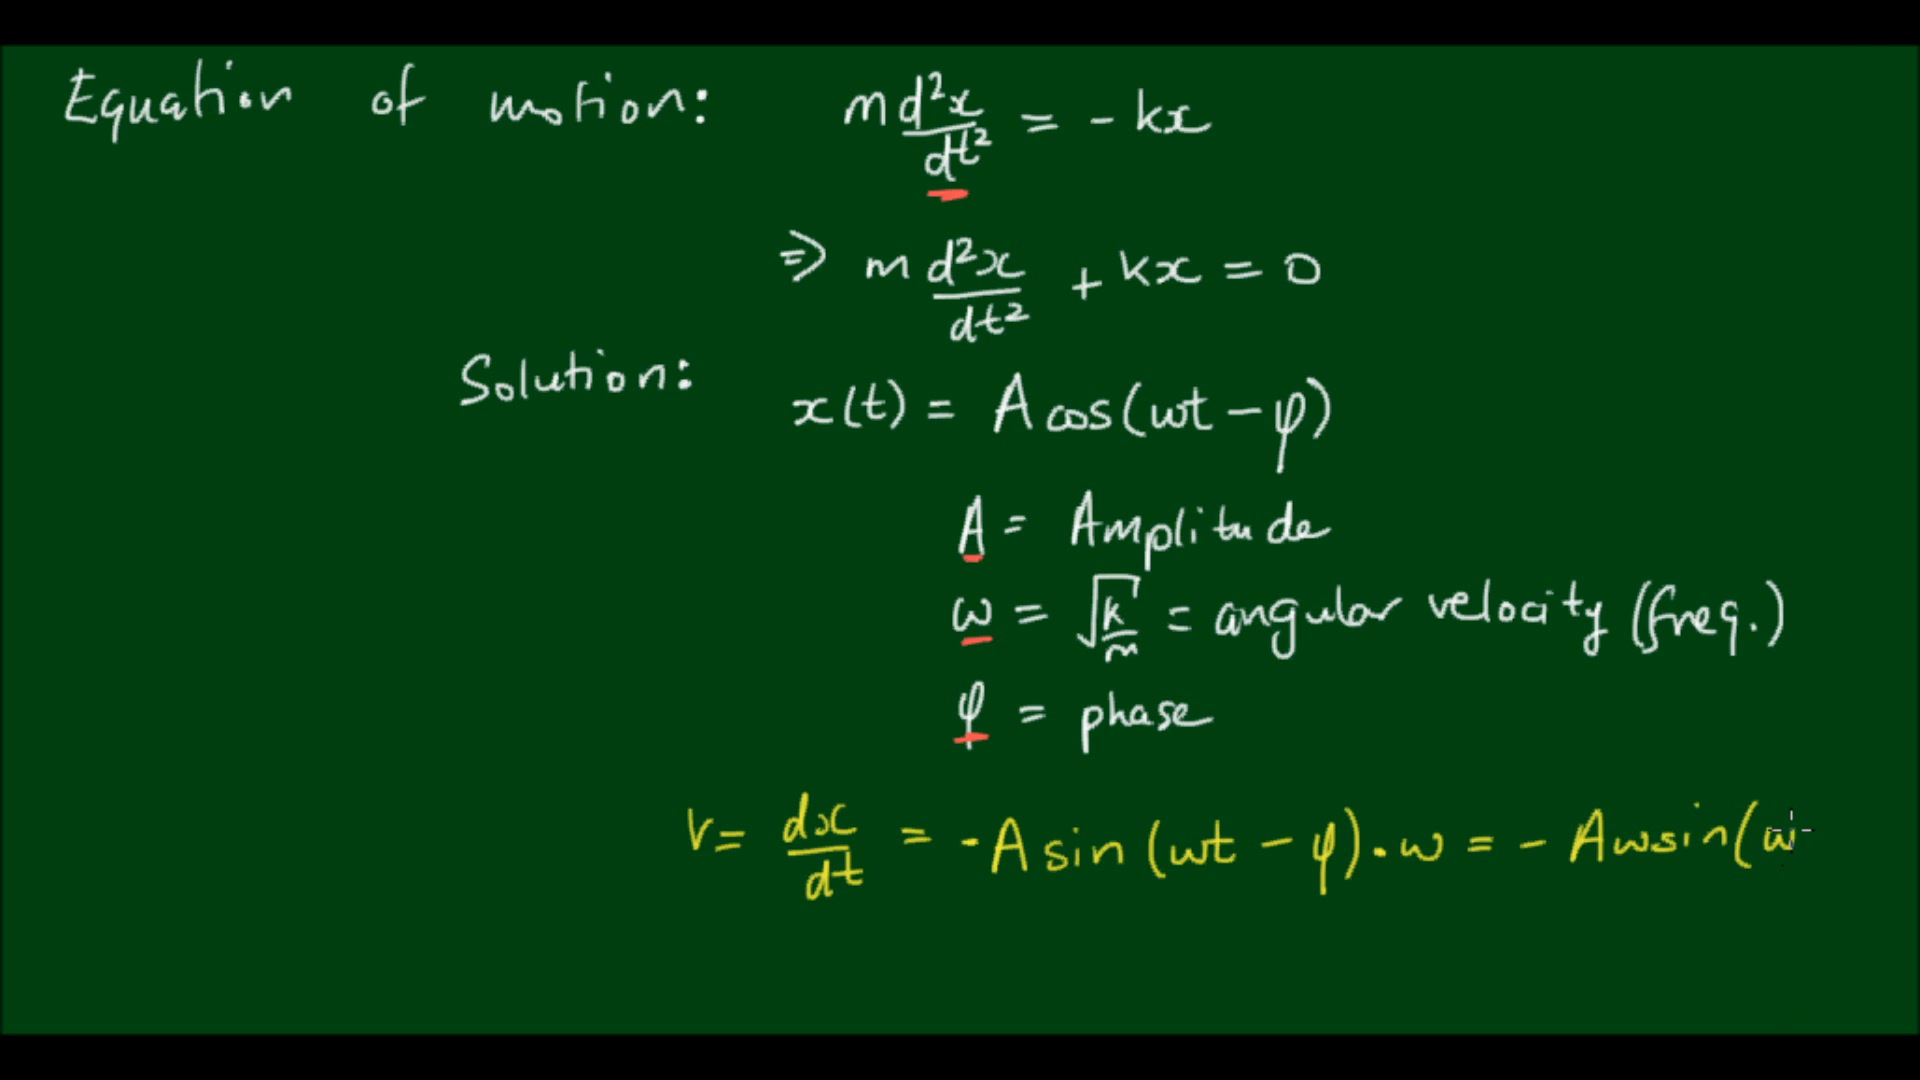 Equation of motion: m d²x/dt² = - kx
⇒ m d²x/dt² + kx = 0
Solution: x(t) = A cos(ωt - φ)
A = Amplitude
ω = √(k/m) = angular velocity (freq.)
φ = phase
V = dx/dt = -A sin (ωt - φ) . ω = - Aω sin(ω